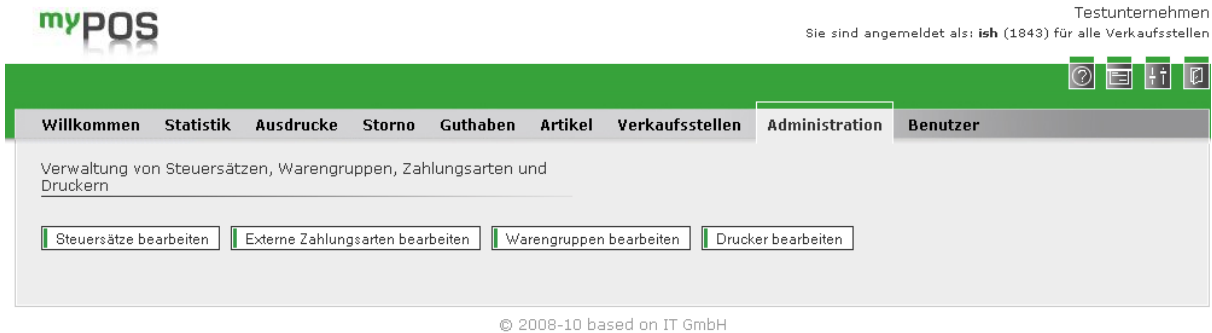 myPOS
Testunternehmen
Sie sind angemeldet als: ish (1843) für alle Verkaufsstellen
Willkommen Statistik Ausdrucke Storno Guthaben Artikel Verkaufsstellen Administration Benutzer
Verwaltung von Steuersätzen, Warengruppen, Zahlungsarten und
Druckern
Steuersätze bearbeiten Externe Zahlungsarten bearbeiten Warengruppen bearbeiten Drucker bearbeiten
© 2008-10 based on IT GmbH